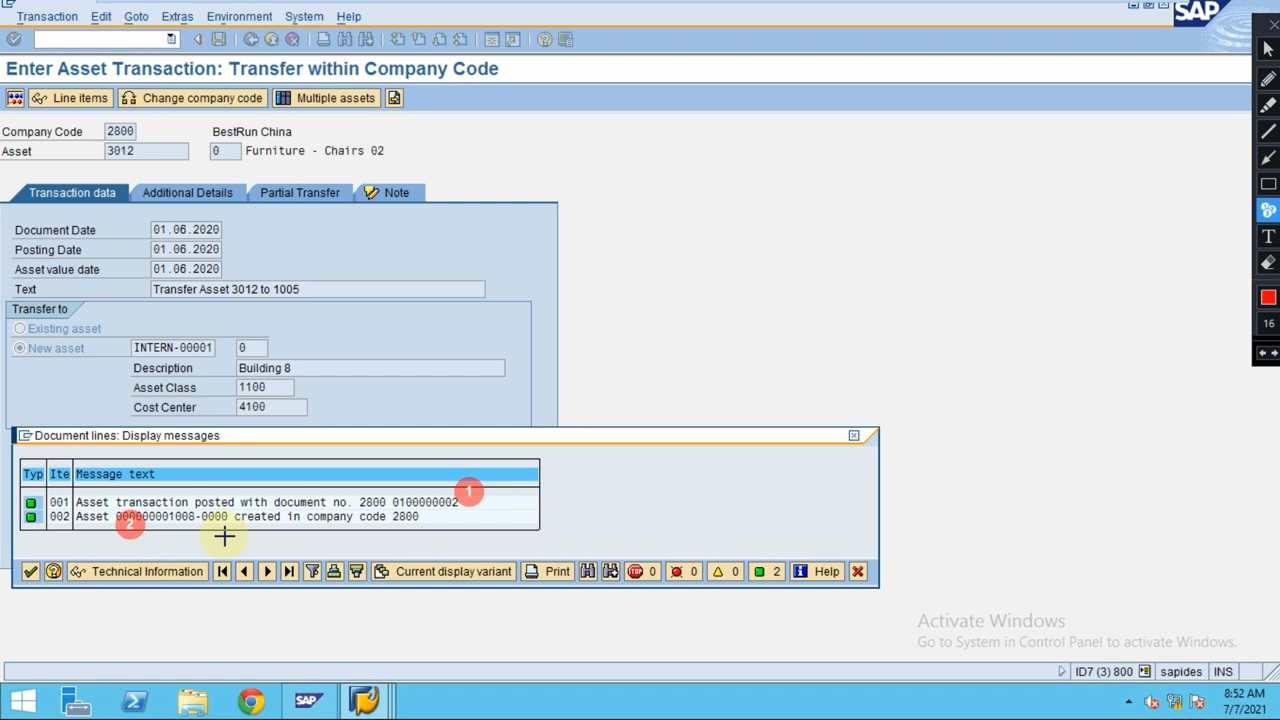 Transaction Edit Goto Extras Environment System Help
SAP
Enter Asset Transaction: Transfer within Company Code
Line items Change company code Multiple assets
Company Code 2800 BestRun China
Asset 3012 0 Furniture - Chairs 02
Transaction data Additional Details Partial Transfer Note
Document Date 01.06.2020
Posting Date 01.06.2020
Asset value date 01.06.2020
Text Transfer Asset 3012 to 1005
Transfer to
Existing asset
New asset INTERN-00001 0
Description Building 8
Asset Class 1100
Cost Center 4100
Document lines: Display messages
Typ Ite Message text
001 Asset transaction posted with document no. 2800 0100000002
1
002 Asset 000000001008-0000 created in company code 2800
2
Technical Information Current display variant Print STOP 0 0 0 2 Help
T
16
Activate Windows
Go to System in Control Panel to activate Windows.
ID7 (3) 800 sapides INS
SAP
8:52 AM
7/7/2021